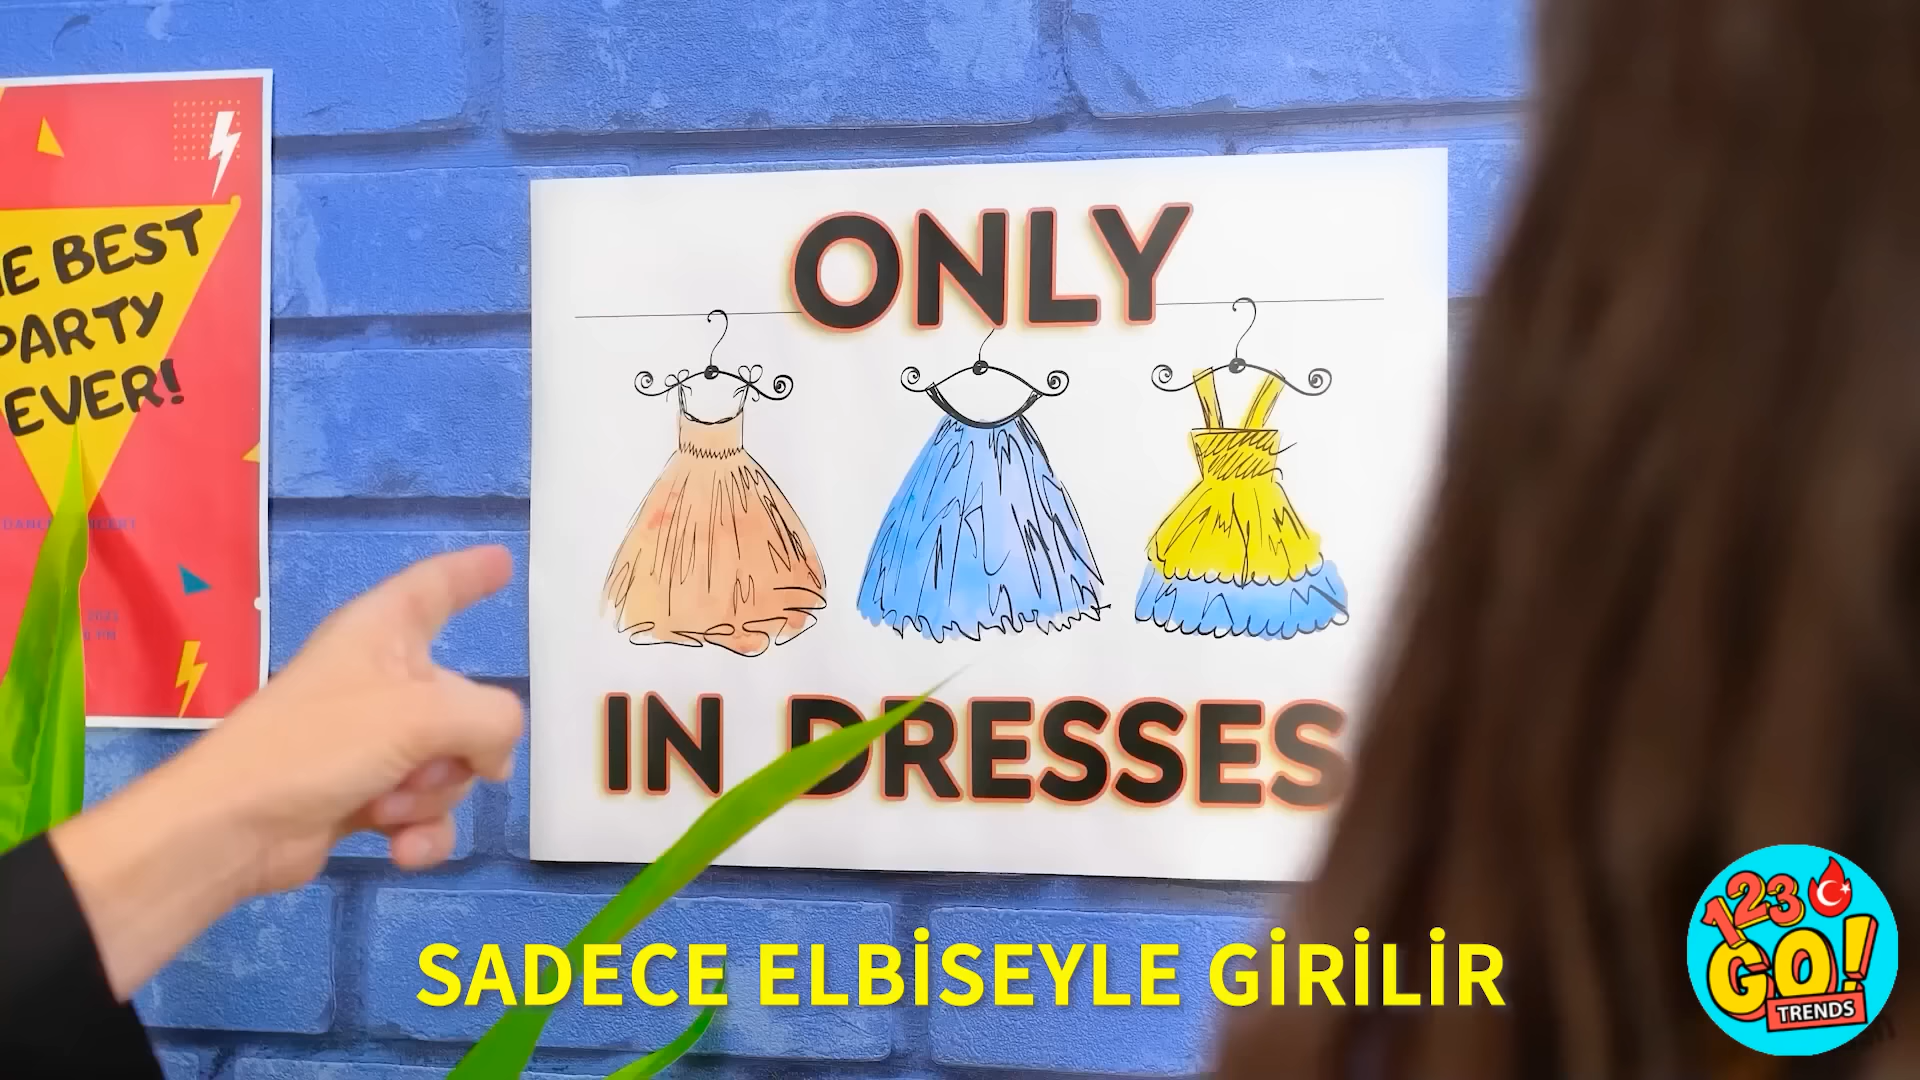 E BEST
PARTY
EVER!
ONLY
IN DRESSES
SADECE ELBİSEYLE GİRİLİR
123
GO!
TRENDS